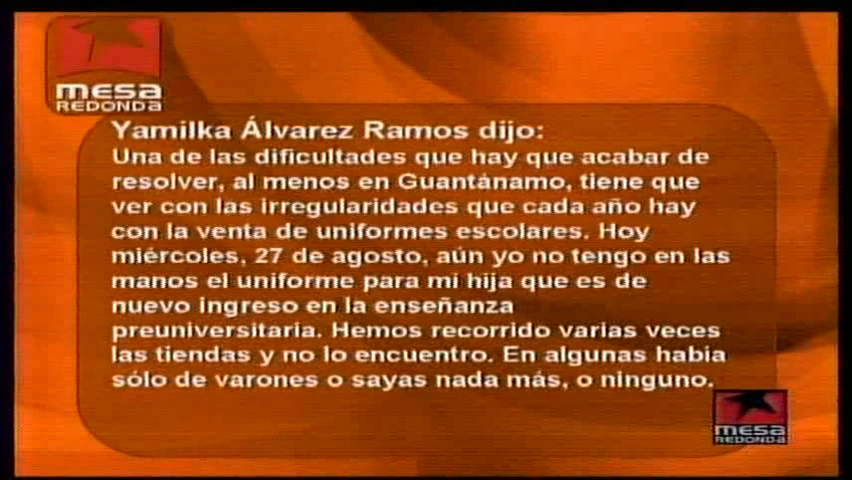 mesa
REDONDA
Yamilka Álvarez Ramos dijo:
Una de las dificultades que hay que acabar de
resolver, al menos en Guantánamo, tiene que
ver con las irregularidades que cada año hay
con la venta de uniformes escolares. Hoy
miércoles, 27 de agosto, aún yo no tengo en las
manos el uniforme para mi hija que es de
nuevo ingreso en la enseñanza
preuniversitaria. Hemos recorrido varias veces
las tiendas y no lo encuentro. En algunas había
sólo de varones o sayas nada más, o ninguno.
mesa
REDONDA